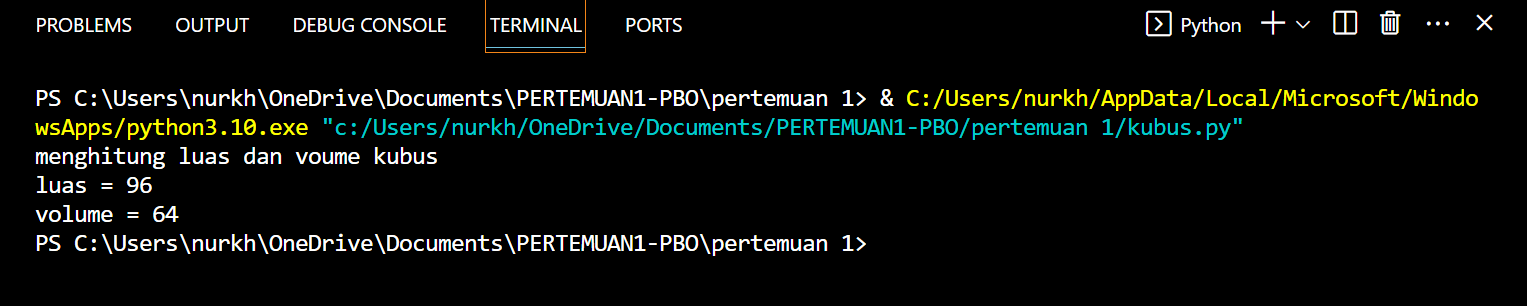 PROBLEMS OUTPUT DEBUG CONSOLE TERMINAL PORTS Python
PS C:\Users\nurkh\OneDrive\Documents\PERTEMUAN1-PBO\pertemuan 1> & C:/Users/nurkh/AppData/Local/Microsoft/Windo
wsApps/python3.10.exe "c:/Users/nurkh/OneDrive/Documents/PERTEMUAN1-PBO/pertemuan 1/kubus.py"
menghitung luas dan voume kubus
luas = 96
volume = 64
PS C:\Users\nurkh\OneDrive\Documents\PERTEMUAN1-PBO\pertemuan 1>